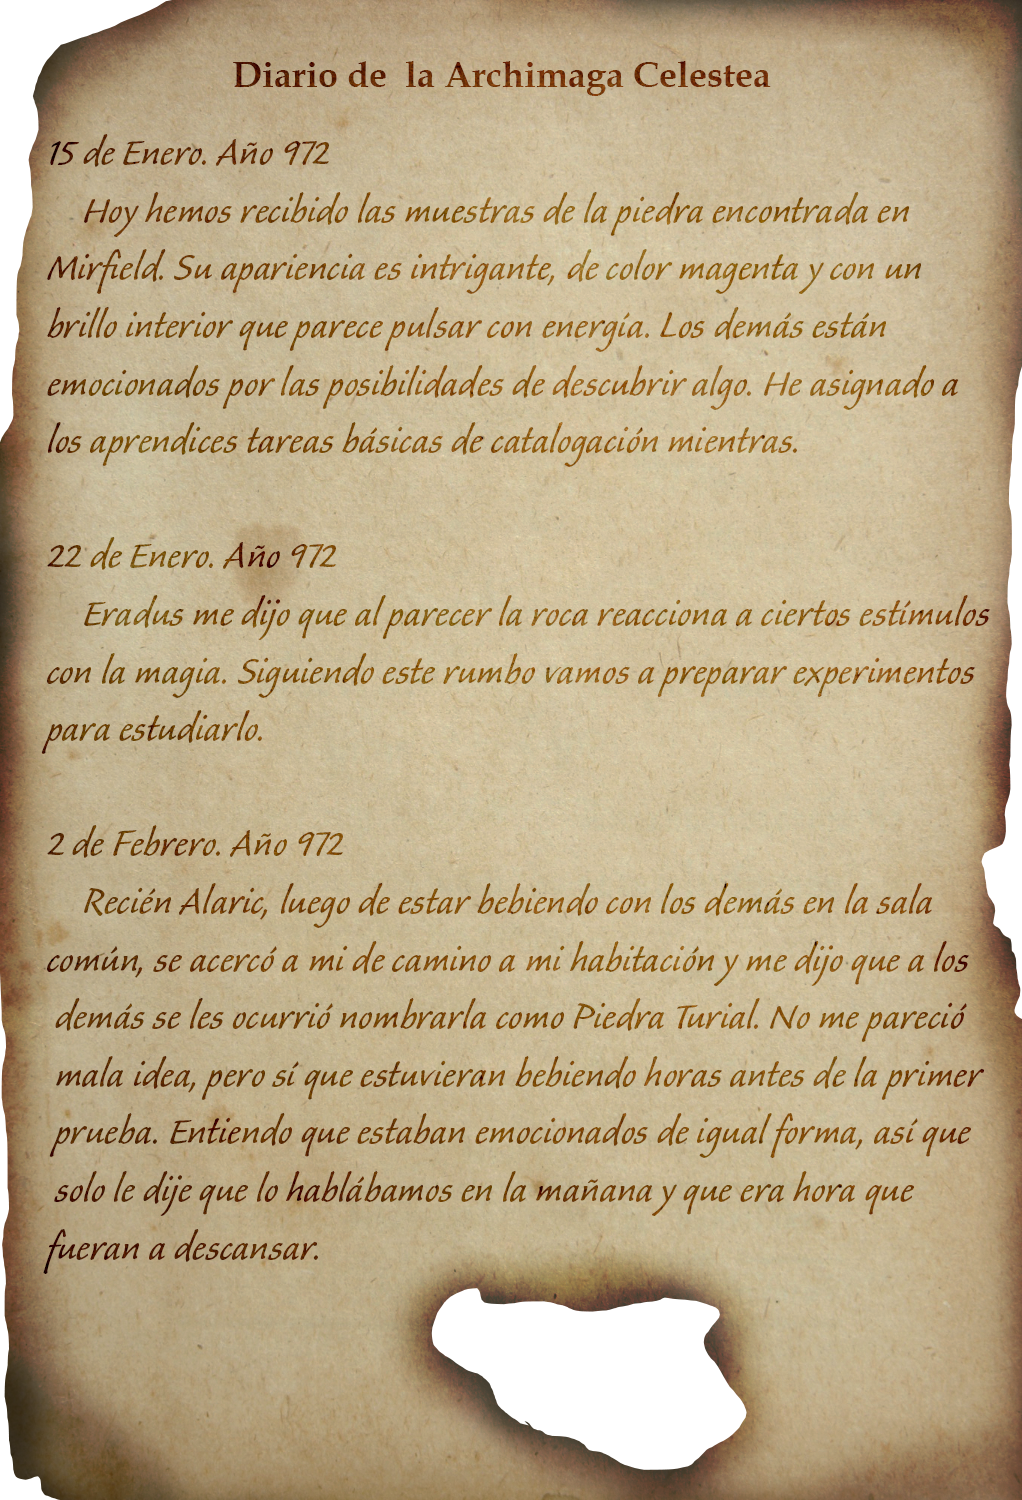 Diario de la Archimaga Celestea
15 de Enero. Año 972
Hoy hemos recibido las muestras de la piedra encontrada en
Mirfield. Su apariencia es intrigante, de color magenta y con un
brillo interior que parece pulsar con energía. Los demás están
emocionados por las posibilidades de descubrir algo. He asignado a
los aprendices tareas básicas de catalogación mientras.
22 de Enero. Año 972
Eradus me dijo que al parecer la roca reacciona a ciertos estímulos
con la magia. Siguiendo este rumbo vamos a preparar experimentos
para estudiarlo.
2 de Febrero. Año 972
Recién Alaric, luego de estar bebiendo con los demás en la sala
común, se acercó a mi de camino a mi habitación y me dijo que a los
demás se les ocurrió nombrarla como Piedra Turial. No me pareció
mala idea, pero sí que estuvieran bebiendo horas antes de la primer
prueba. Entiendo que estaban emocionados de igual forma, así que
solo le dije que lo hablábamos en la mañana y que era hora que
fueran a descansar.